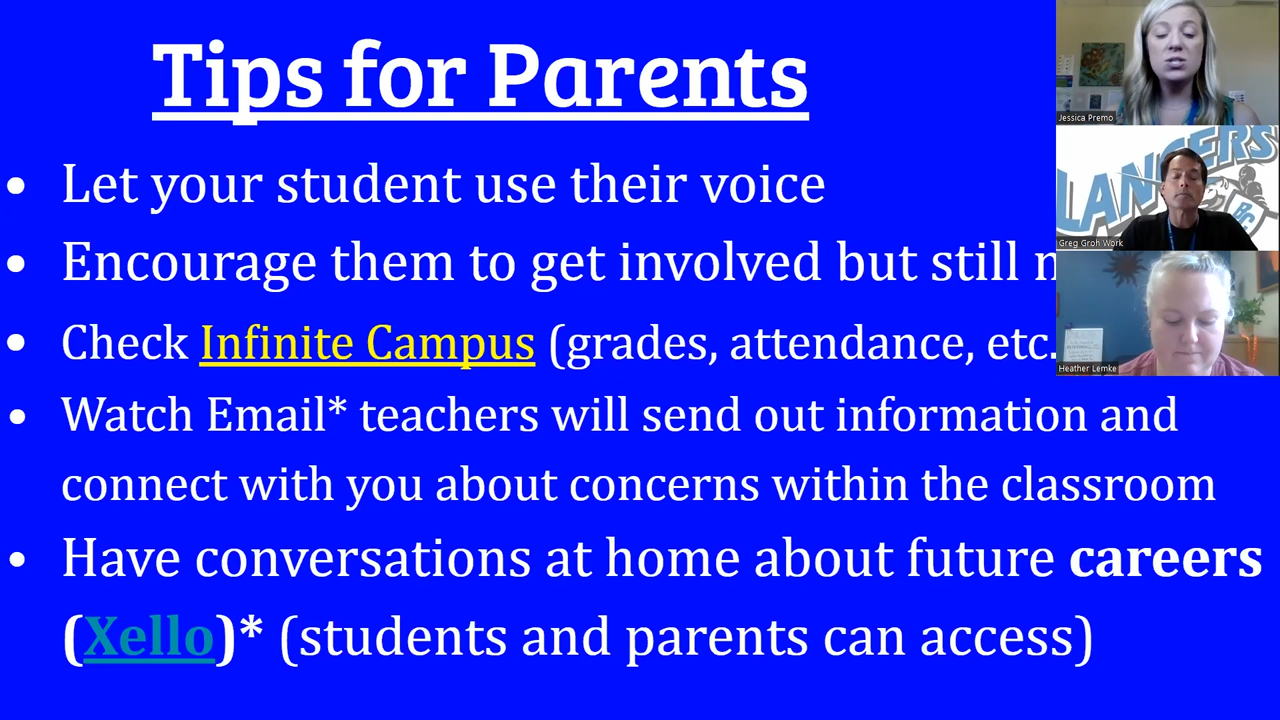 Tips for Parents
• Let your student use their voice
• Encourage them to get involved but still
• Check Infinite Campus (grades, attendance, etc.
• Watch Email* teachers will send out information and
connect with you about concerns within the classroom
• Have conversations at home about future careers
(Xello)* (students and parents can access)
Jessica Premo
LANCERS
Greg Groh Work
Heather Lemke